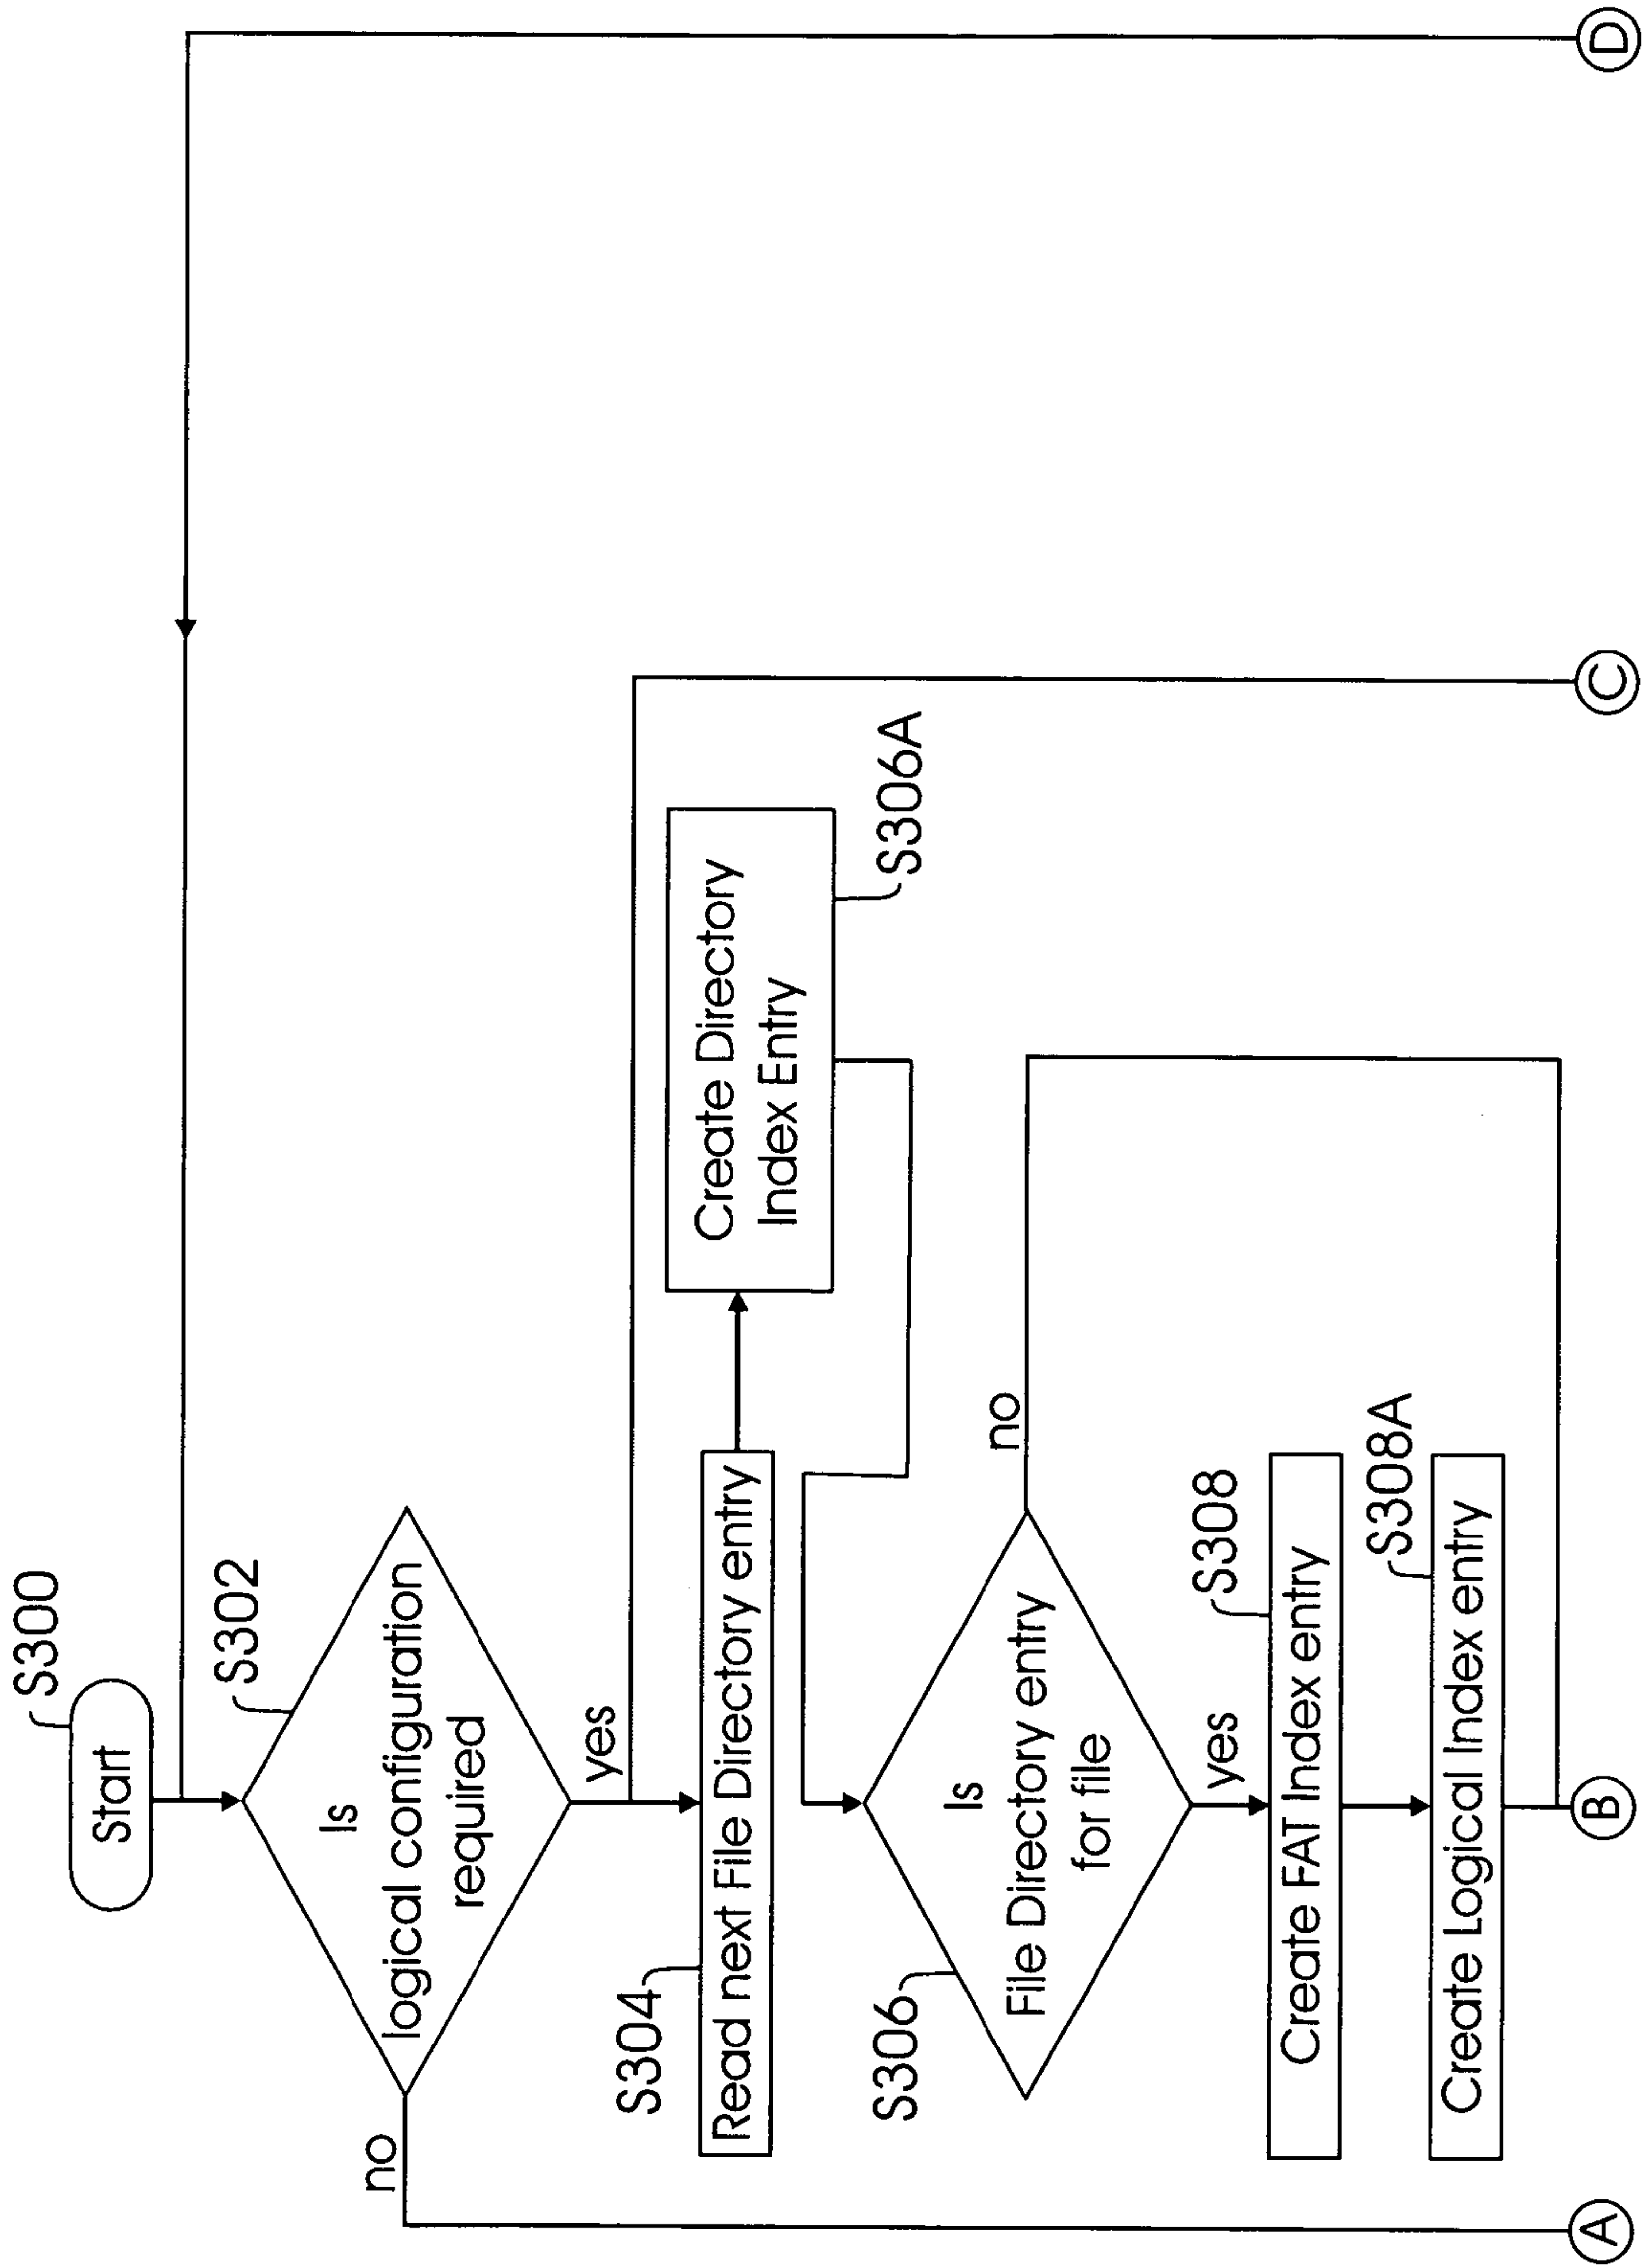 S300
Start
S302
Is
logical configuration
required
no
yes
S304
Read next File Directory entry
Create Directory
Index Entry
S306A
S306
Is
File Directory entry
for file
no
yes
S308
Create FAT Index entry
S308A
Create Logical Index entry
A
B
C
D